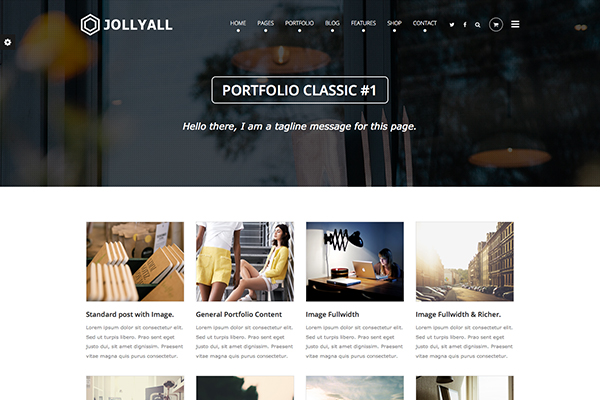 JOLLYALL
HOME PAGES PORTFOLIO BLOG FEATURES SHOP CONTACT
PORTFOLIO CLASSIC #1
Hello there, I am a tagline message for this page.
Standard post with Image.
Lorem ipsum dolor sit consectetur elit.
Sed ut turpis libero. Prao sent eget
justo dui, sit amet dignissim. Praesent
vitae magna quis purus consectetur.
General Portfolio Content
Lorem ipsum dolor sit consectetur elit.
Sed ut turpis libero. Prao sent eget
justo dui, sit amet dignissim. Praesent
vitae magna quis purus consectetur.
Image Fullwidth
Lorem ipsum dolor sit consectetur elit.
Sed ut turpis libero. Prao sent eget
justo dui, sit amet dignissim. Praesent
vitae magna quis purus consectetur.
Image Fullwidth & Richer.
Lorem ipsum dolor sit consectetur elit.
Sed ut turpis libero. Prao sent eget
justo dui, sit amet dignissim. Praesent
vitae magna quis purus consectetur.